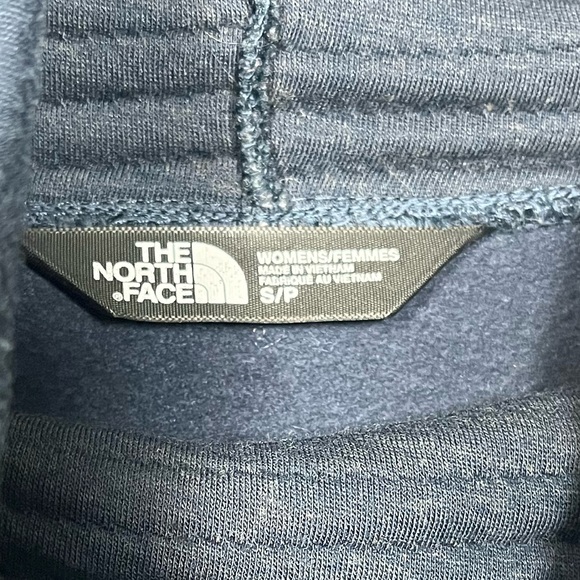 THE
NORTH
FACE
WOMENS/FEMMES
MADE IN VIETNAM
FABRIQUÉ AU VIETNAM
S/P